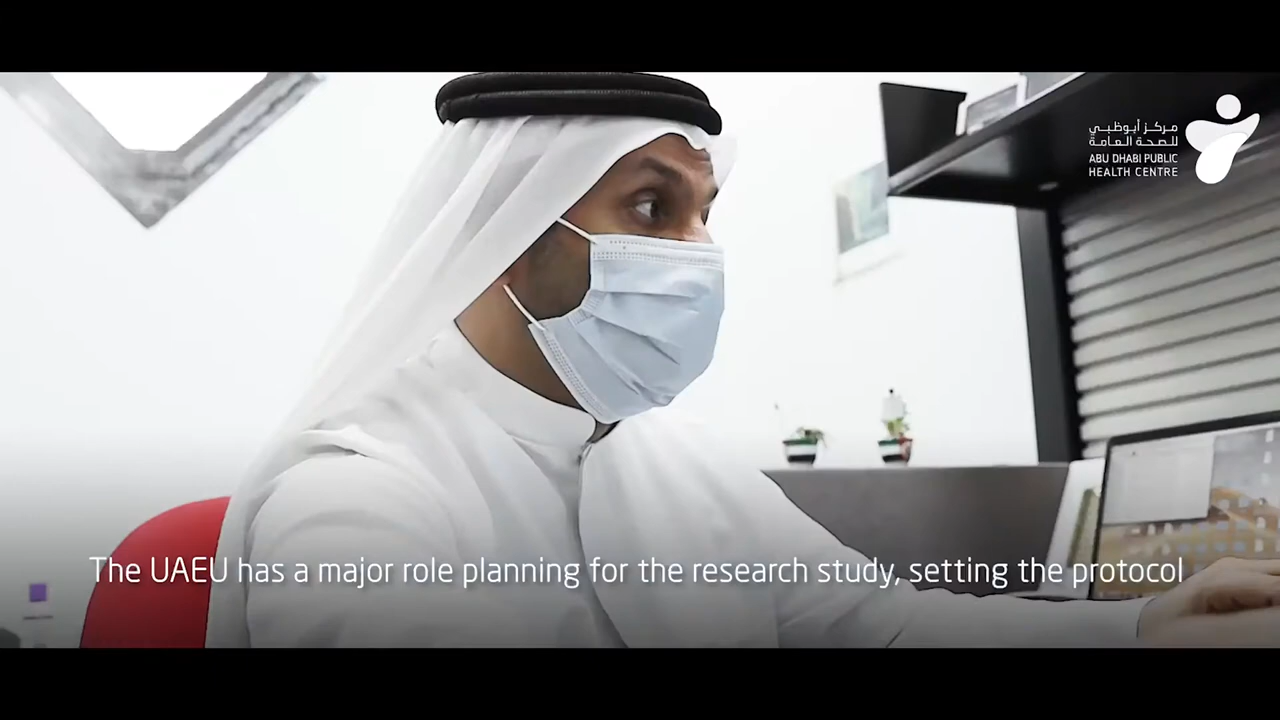 مركز أبوظبي
للصحة العامة
ABU DHABI PUBLIC
HEALTH CENTRE
The UAEU has a major role planning for the research study, setting the protocol